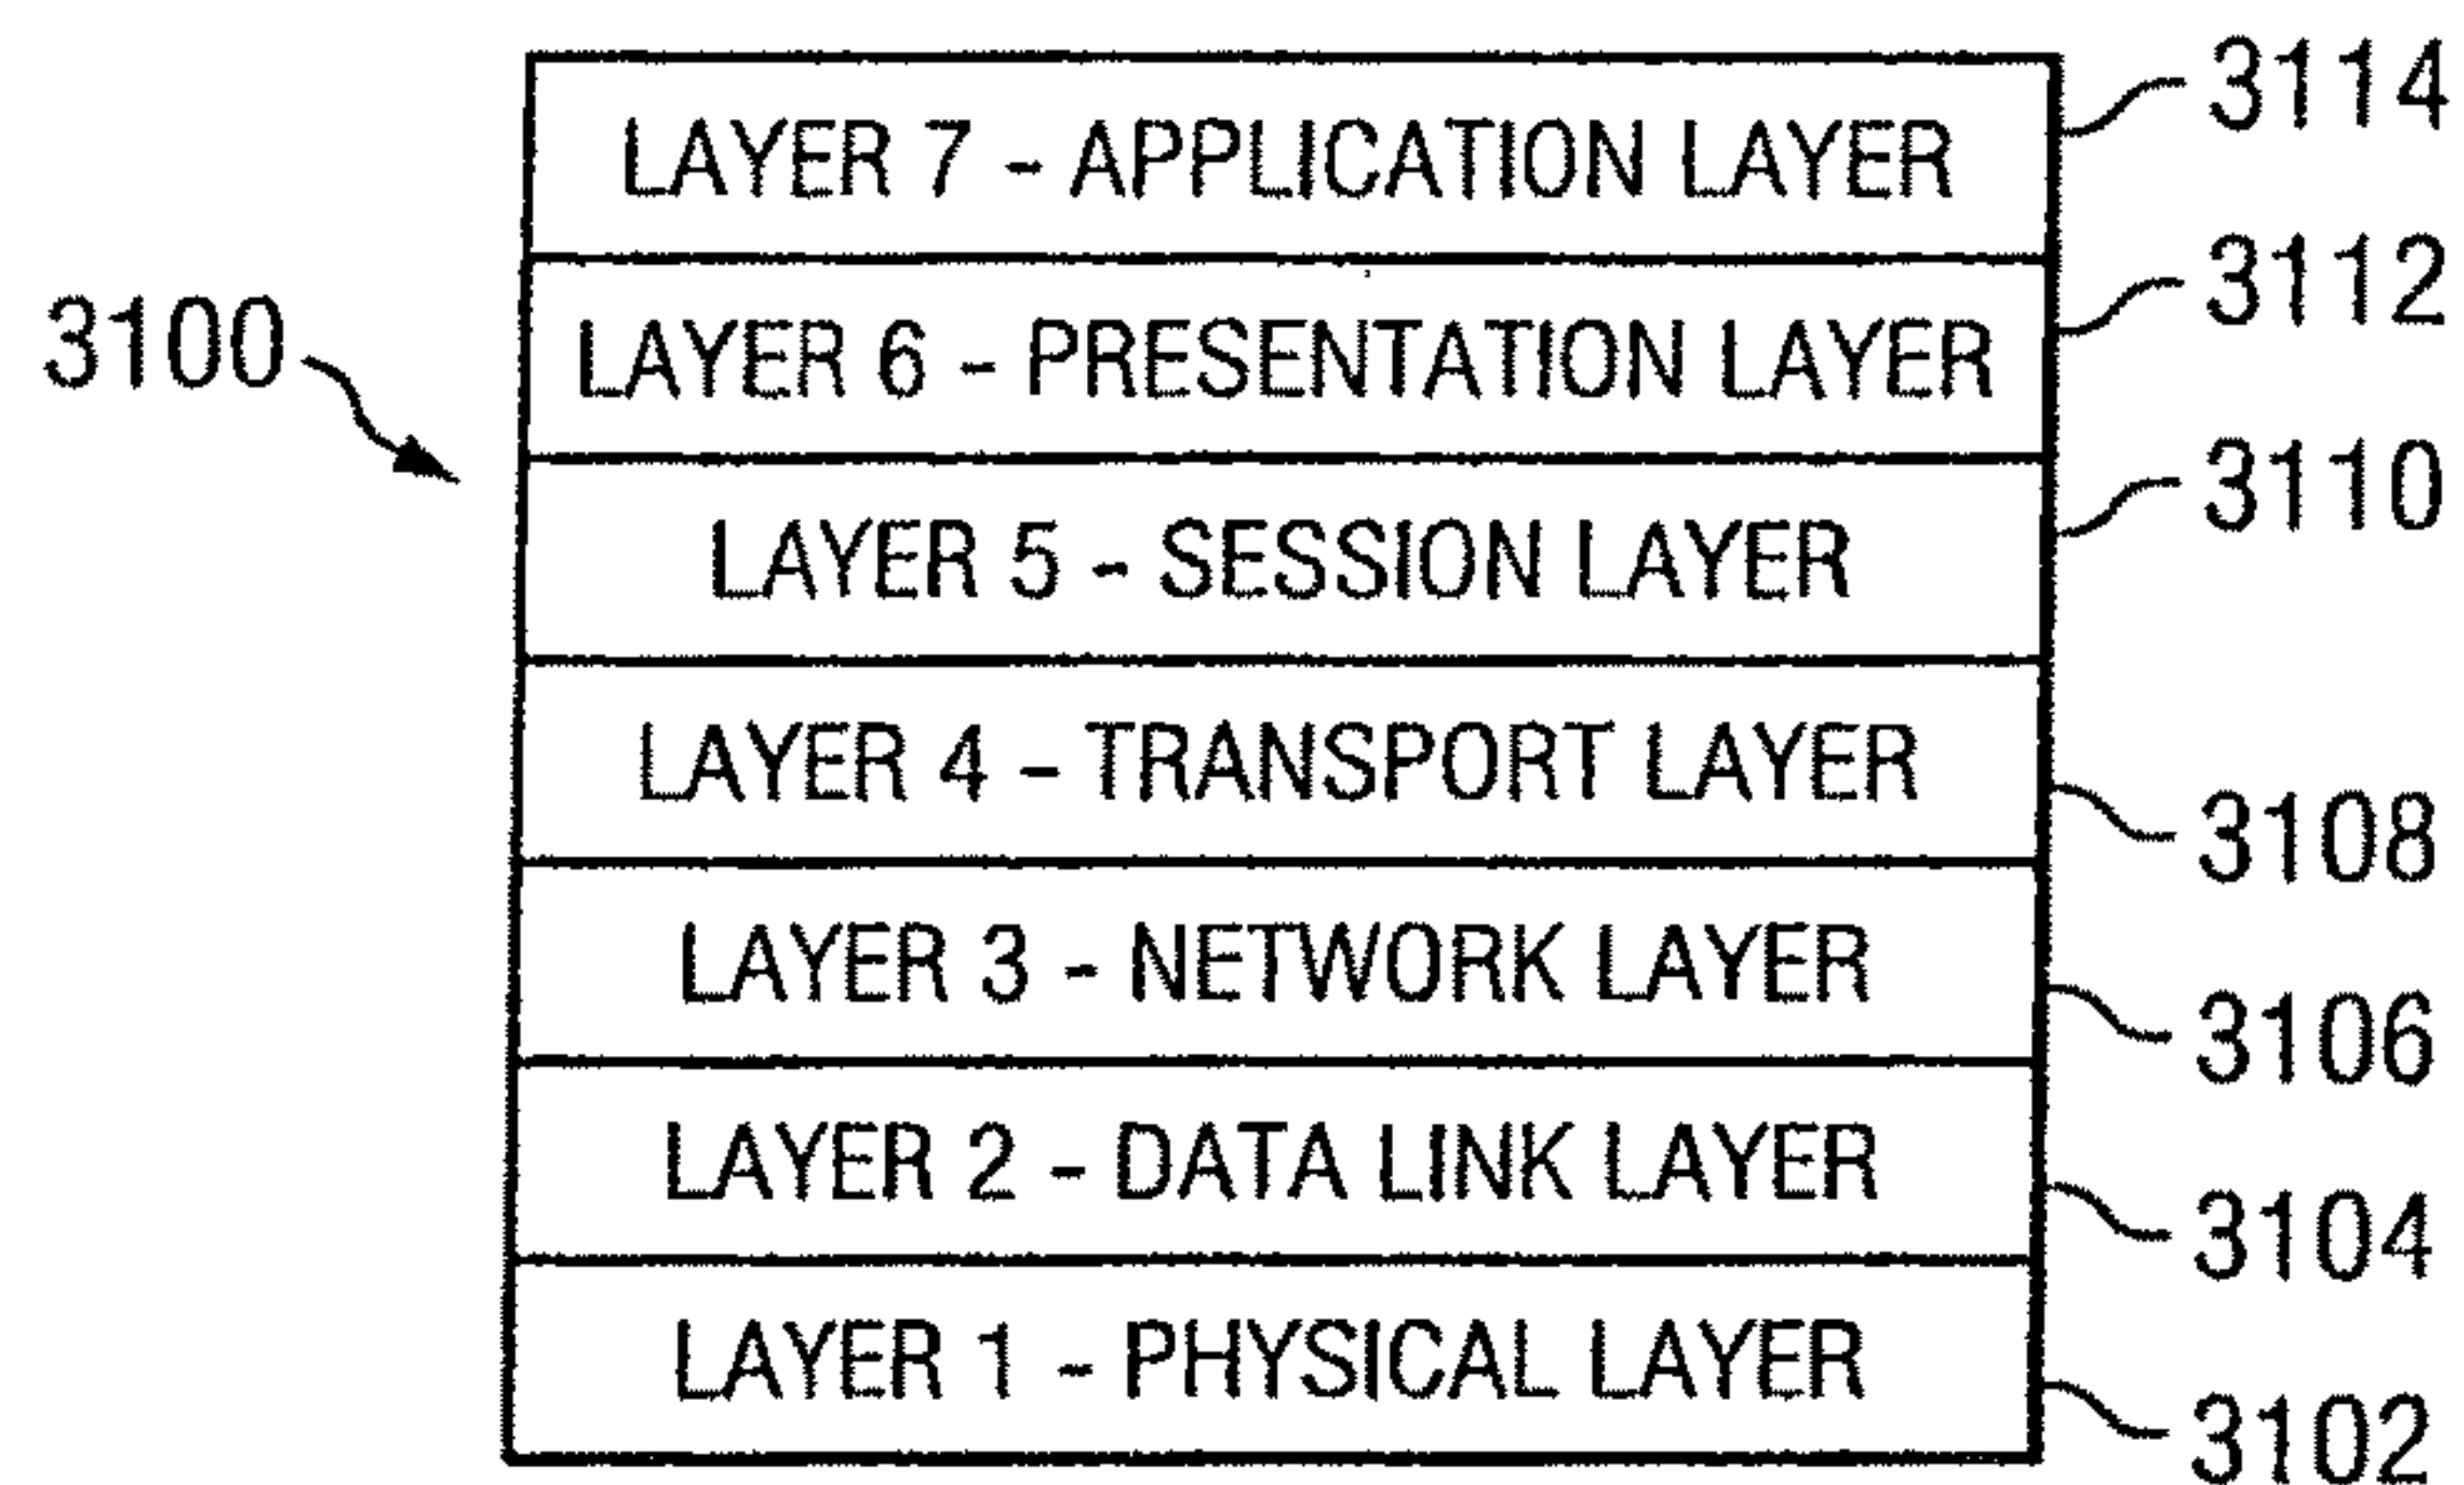 3114
LAYER 7 - APPLICATION LAYER
3112
LAYER 6 - PRESENTATION LAYER
3100
3110
LAYER 5 - SESSION LAYER
LAYER 4 - TRANSPORT LAYER
3108
LAYER 3 - NETWORK LAYER
3106
LAYER 2 - DATA LINK LAYER
3104
LAYER 1 - PHYSICAL LAYER
3102